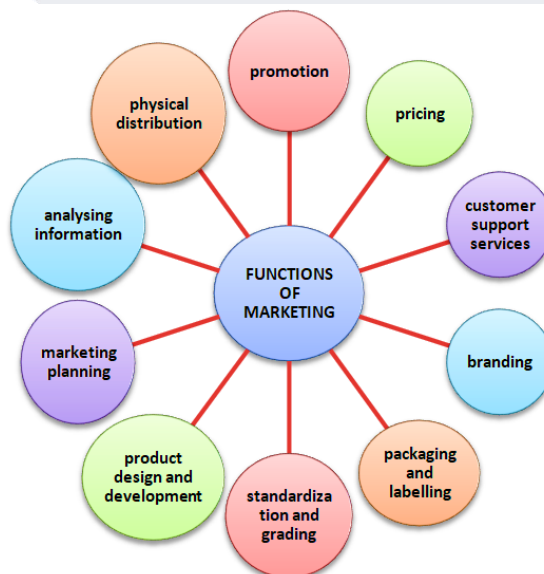 promotion
pricing
customer
support
services
branding
packaging
and
labelling
standardiza
tion and
grading
product
design and
development
marketing
planning
analysing
information
physical
distribution
FUNCTIONS
OF
MARKETING